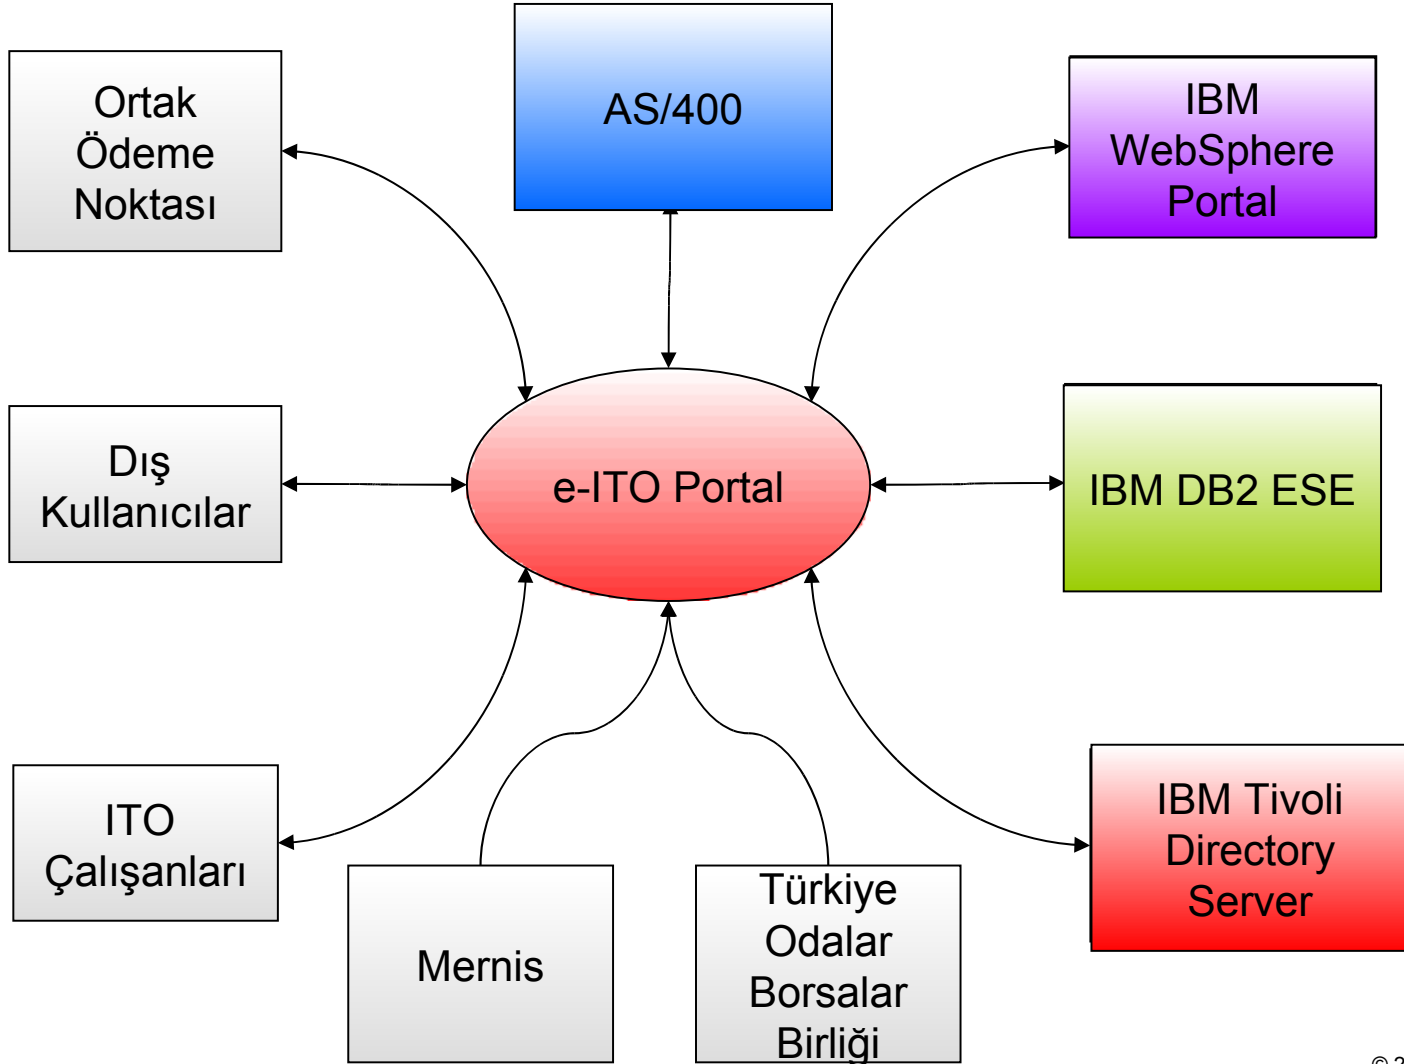 Ortak
Ödeme
Noktası
AS/400
IBM
WebSphere
Portal
Dış
Kullanıcılar
e-ITO Portal
IBM DB2 ESE
ITO
Çalışanları
Mernis
Türkiye
Odalar
Borsalar
Birliği
IBM Tivoli
Directory
Server
© 2